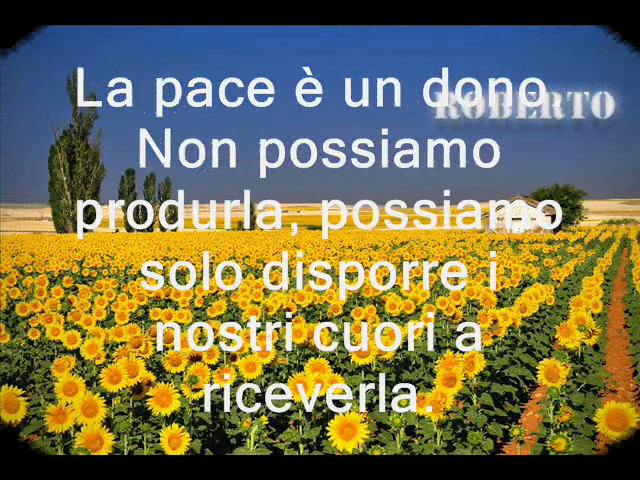 La pace è un dono.
ROBERTO
Non possiamo
produrla, possiamo
solo disporre i
nostri cuori a
riceverla.